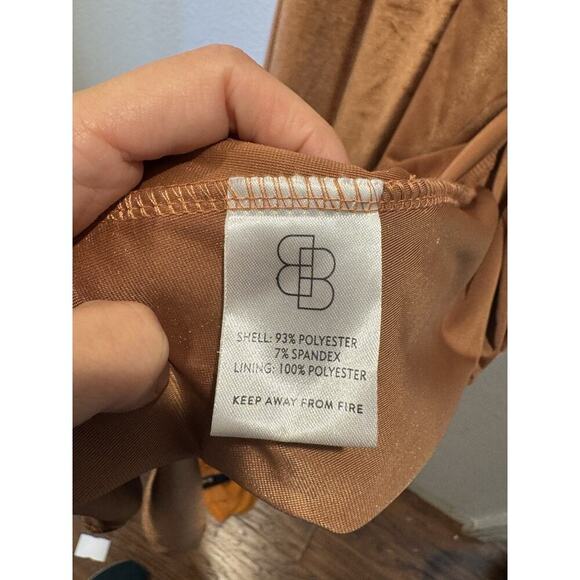 SHELL: 93% POLYESTER
7% SPANDEX
LINING: 100% POLYESTER
KEEP AWAY FROM FIRE